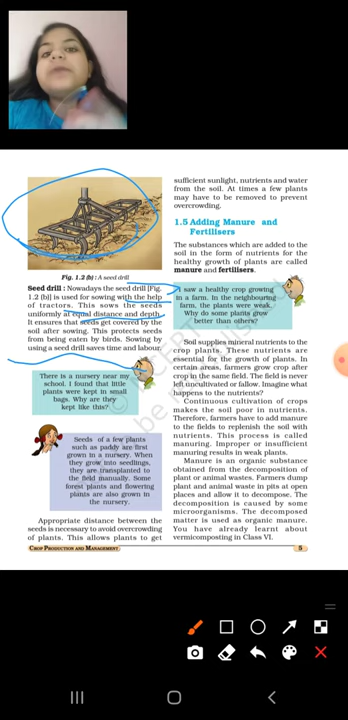 Fig. 1.2 (b) : A seed drill
Seed drill : Nowadays the seed drill [Fig.
1.2 (b)] is used for sowing with the help
of tractors. This sows the seeds
uniformly at equal distance and depth.
It ensures that seeds get covered by the
soil after sowing. This protects seeds
from being eaten by birds. Sowing by
using a seed drill saves time and labour.
There is a nursery near my
school. I found that little
plants were kept in small
bags. Why are they
kept like this?
Seeds of a few plants
such as paddy are first
grown in a nursery. When
they grow into seedlings,
they are transplanted to
the field manually. Some
forest plants and flowering
plants are also grown in
the nursery.
Appropriate distance between the
seeds is necessary to avoid overcrowding
of plants. This allows plants to get
sufficient sunlight, nutrients and water
from the soil. At times a few plants
may have to be removed to prevent
overcrowding.
1.5 Adding Manure and
Fertilisers
The substances which are added to the
soil in the form of nutrients for the
healthy growth of plants are called
manure and fertilisers.
saw a healthy crop growing
in a farm. In the neighbouring
farm, the plants were weak.
Why do some plants grow
better than others?
Soil supplies mineral nutrients to the
crop plants. These nutrients are
essential for the growth of plants. In
certain areas, farmers grow crop after
crop in the same field. The field is never
left uncultivated or fallow. Imagine what
happens to the nutrients?
Continuous cultivation of crops
makes the soil poor in nutrients.
Therefore, farmers have to add manure
to the fields to replenish the soil with
nutrients. This process is called
manuring. Improper or insufficient
manuring results in weak plants.
Manure is an organic substance
obtained from the decomposition of
plant or animal wastes. Farmers dump
plant and animal waste in pits at open
places and allow it to decompose. The
decomposition is caused by some
microorganisms. The decomposed
matter is used as organic manure.
You have already learnt about
vermicomposting in Class VI.
CROP PRODUCTION AND MANAGEMENT
5